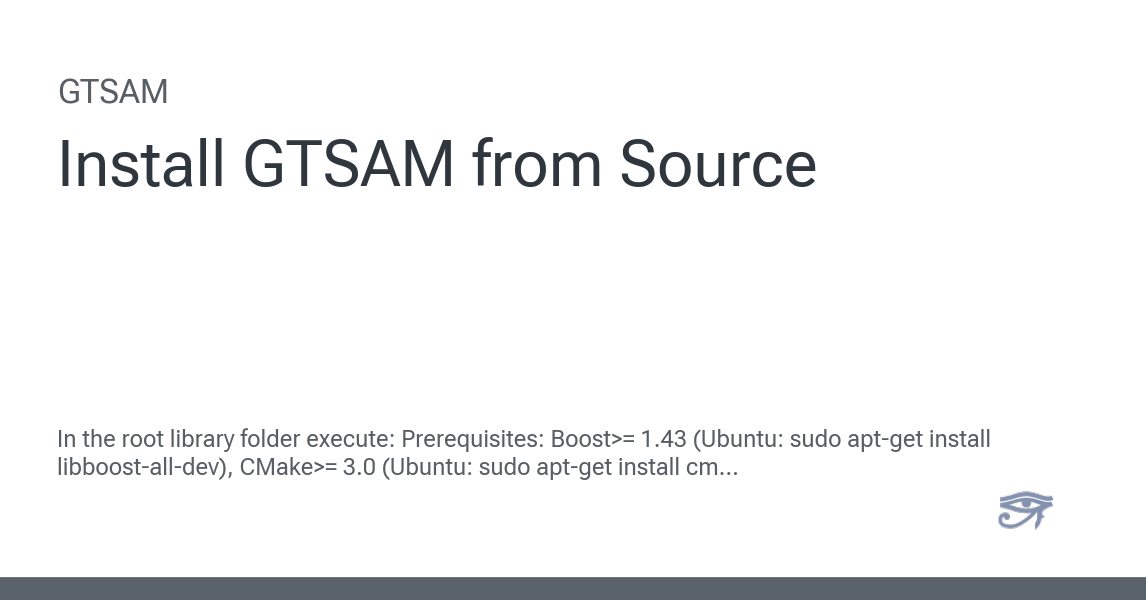 GTSAM
Install GTSAM from Source
In the root library folder execute: Prerequisites: Boost>= 1.43 (Ubuntu: sudo apt-get install
libboost-all-dev), CMake>= 3.0 (Ubuntu: sudo apt-get install cm...